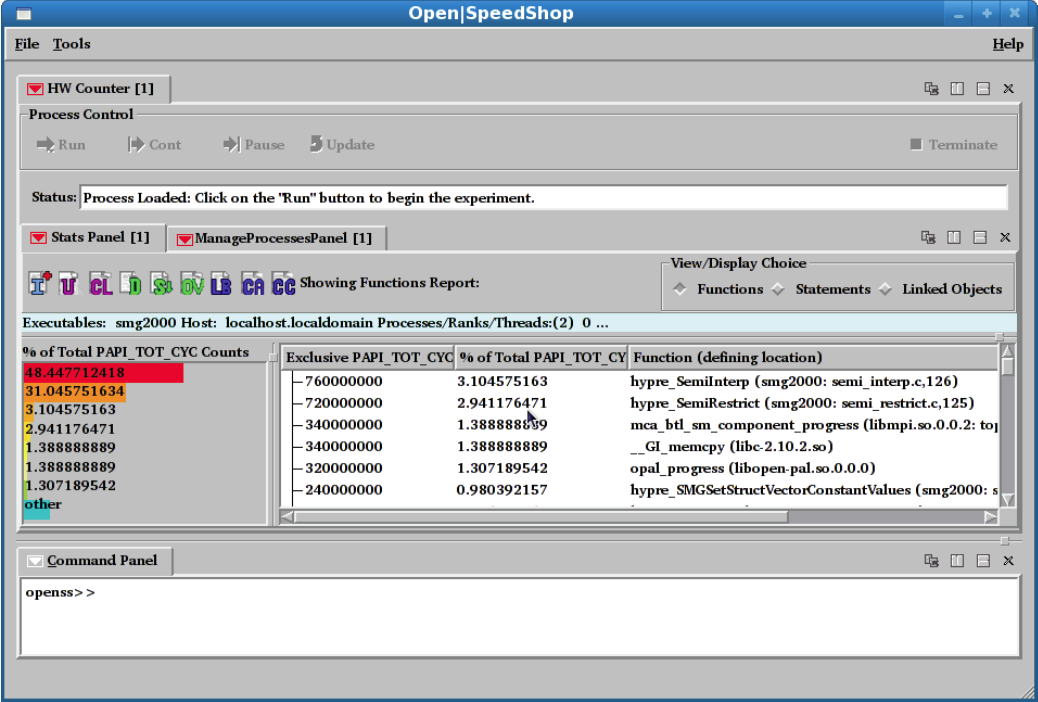 Open|SpeedShop
File Tools Help
HW Counter [1]
Process Control
Run Cont Pause Update Terminate
Status: Process Loaded: Click on the "Run" button to begin the experiment.
Stats Panel [1] ManageProcessesPanel [1]
View/Display Choice
I U CL D S OV LB CA CC Showing Functions Report:
Functions Statements Linked Objects
Executables: smg2000 Host: localhost.localdomain Processes/Ranks/Threads:(2) 0 ...
% of Total PAPI_TOT_CYC Counts
48.447712418
31.045751634
3.104575163
2.941176471
1.388888889
1.388888889
1.307189542
other
Exclusive PAPI_TOT_CYC % of Total PAPI_TOT_CY Function (defining location)
760000000 3.104575163 hypre_SemiInterp (smg2000: semi_interp.c,126)
720000000 2.941176471 hypre_SemiRestrict (smg2000: semi_restrict.c,125)
340000000 1.388888889 mca_btl_sm_component_progress (libmpi.so.0.0.2: top
340000000 1.388888889 __GI_memcpy (libc-2.10.2.so)
320000000 1.307189542 opal_progress (libopen-pal.so.0.0.0)
240000000 0.980392157 hypre_SMGSetStructVectorConstantValues (smg2000: s
Command Panel
openss>>